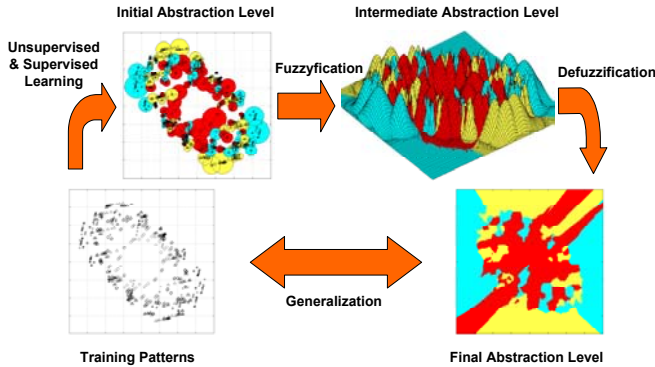 Initial Abstraction Level
Intermediate Abstraction Level
Unsupervised
& Supervised
Learning
Fuzzyfication
Defuzzification
Generalization
Training Patterns
Final Abstraction Level